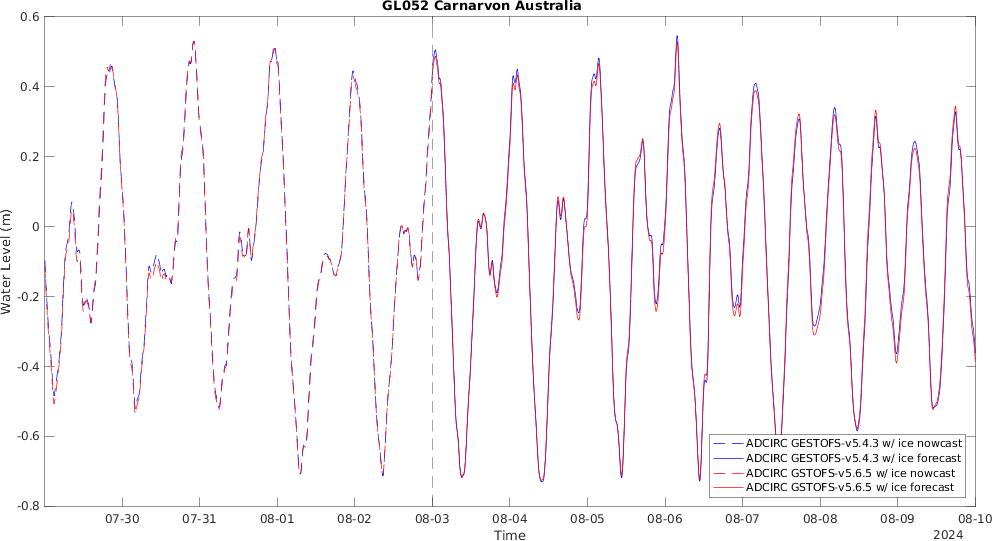 GL052 Carnarvon Australia
0.6
0.4
0.2
0
-0.2
-0.4
-0.6
-0.8
Water Level (m)
ADCIRC GESTOFS-v5.4.3 w/ ice nowcast
ADCIRC GESTOFS-v5.4.3 w/ ice forecast
ADCIRC GSTOFS-v5.6.5 w/ ice nowcast
ADCIRC GSTOFS-v5.6.5 w/ ice forecast
07-30 07-31 08-01 08-02 08-03 08-04 08-05 08-06 08-07 08-08 08-09 08-10
Time
2024